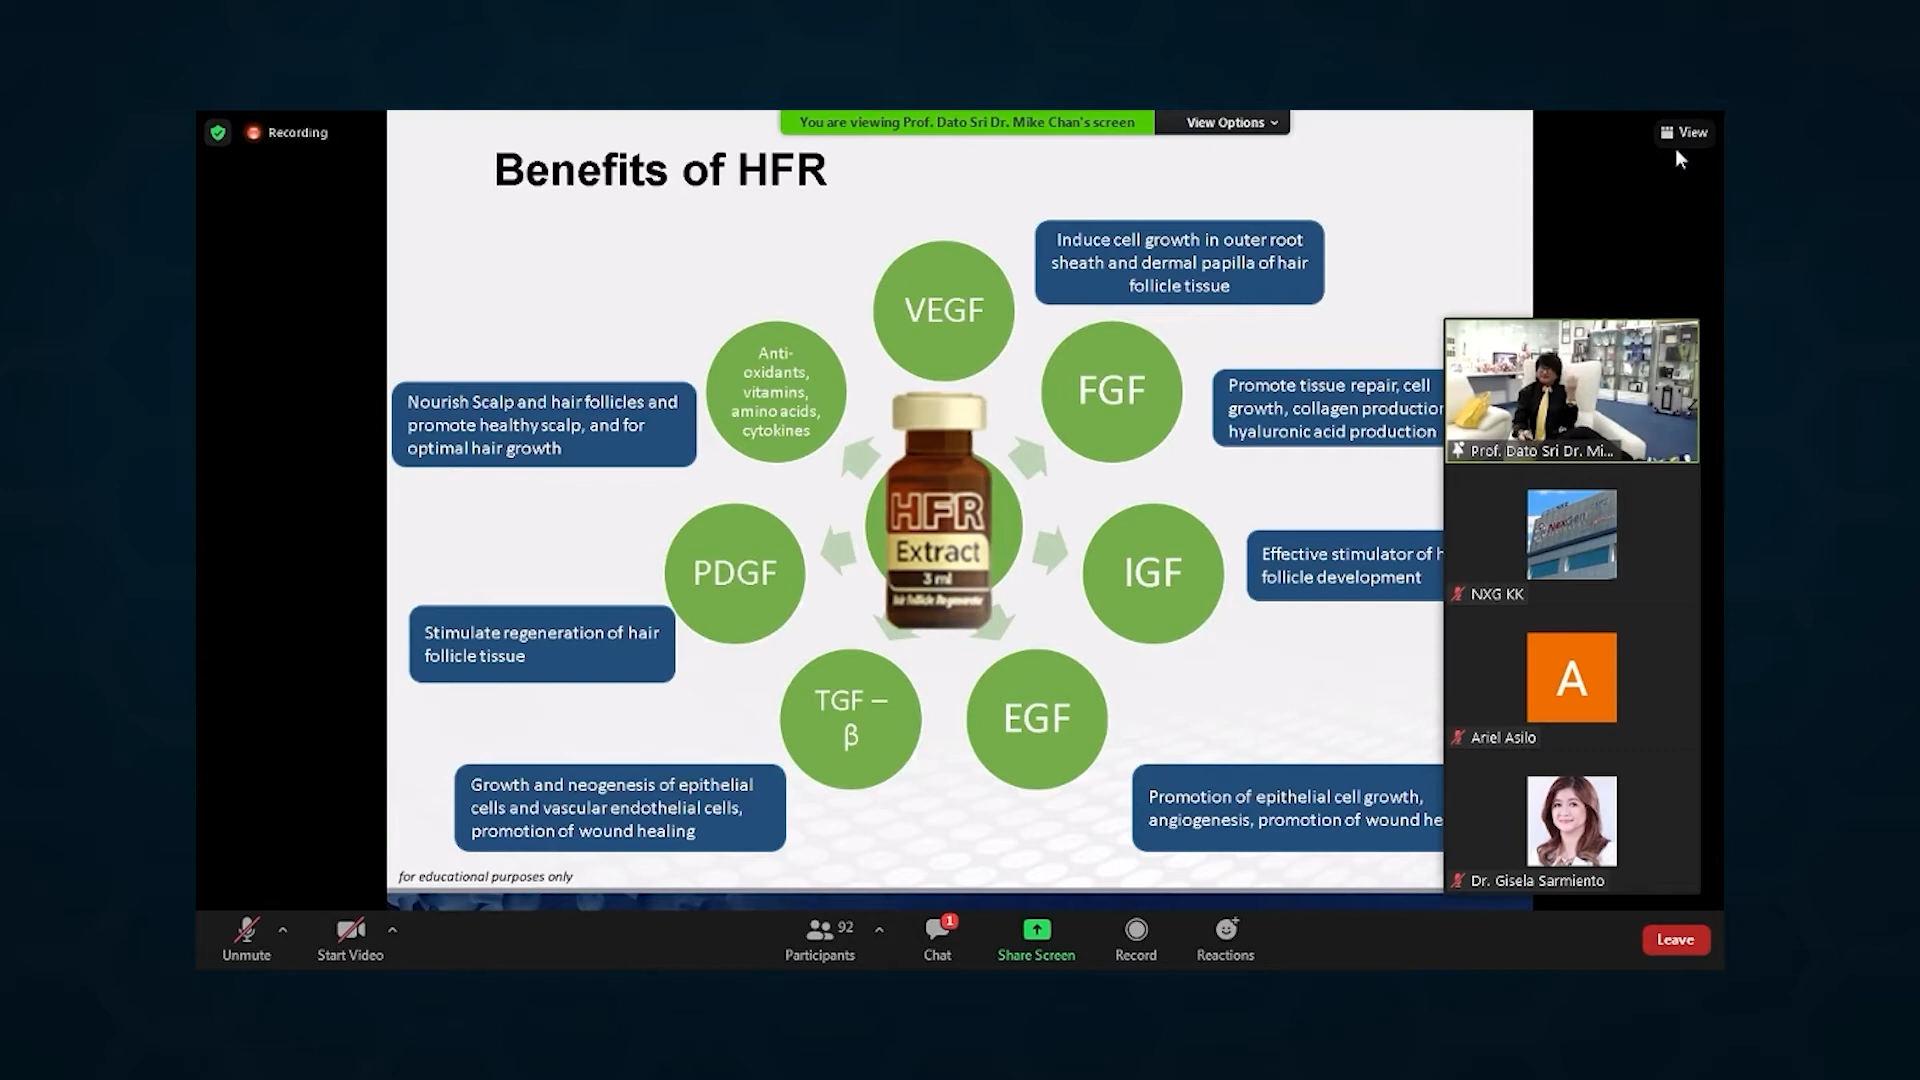 Recording
You are viewing Prof. Dato Sri Dr. Mike Chan's screen
View Options
View
Benefits of HFR
VEGF
Induce cell growth in outer root
sheath and dermal papilla of hair
follicle tissue
FGF
Promote tissue repair, cell
growth, collagen production
hyaluronic acid production
IGF
Effective stimulator of h
follicle development
EGF
Promotion of epithelial cell growth,
angiogenesis, promotion of wound he
TGF –
β
Growth and neogenesis of epithelial
cells and vascular endothelial cells,
promotion of wound healing
PDGF
Stimulate regeneration of hair
follicle tissue
Anti-
oxidants,
vitamins,
amino acids,
cytokines
Nourish Scalp and hair follicles and
promote healthy scalp, and for
optimal hair growth
HFR
Extract
3 ml
for educational purposes only
Prof. Dato Sri Dr. Mi...
NexGen
NXG KK
A
Ariel Asilo
Dr. Gisela Sarmiento
Unmute
Start Video
92
Participants
1
Chat
Share Screen
Record
Reactions
Leave